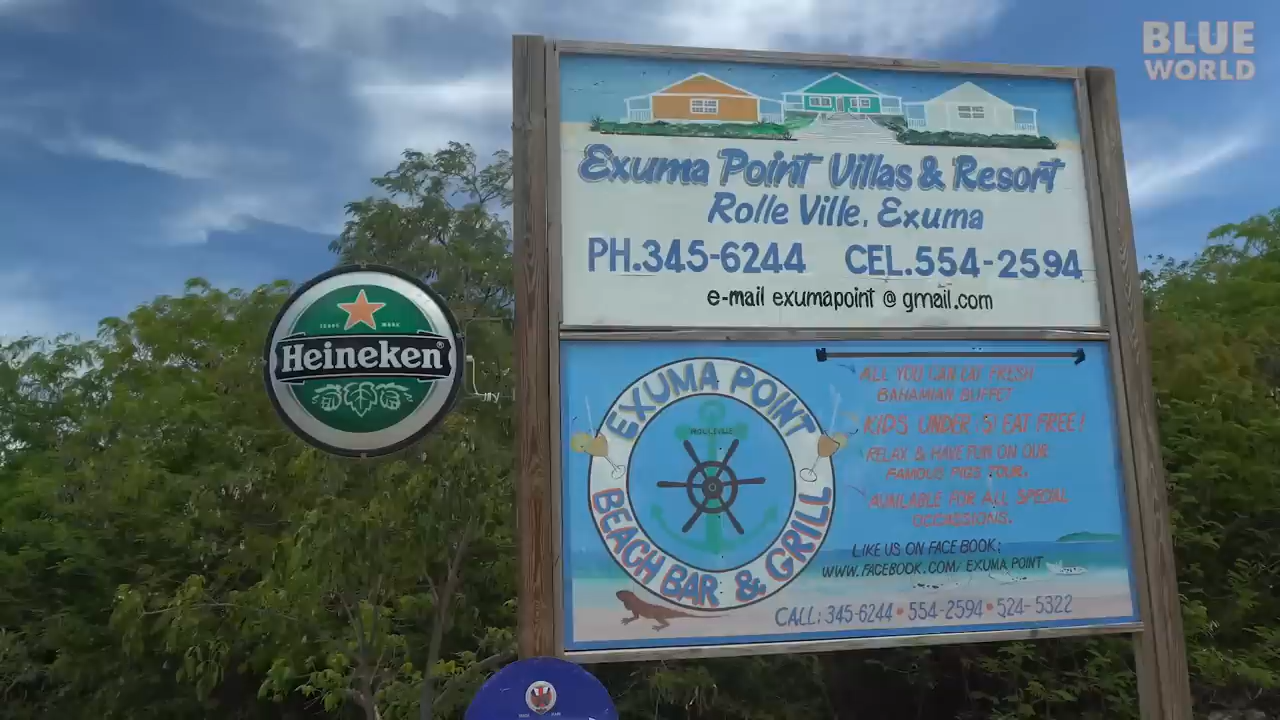 BLUE
WORLD
Exuma Point Villas & Resort
Rolle Ville, Exuma
PH.345-6244 CEL.554-2594
e-mail exumapoint @ gmail.com
TRADE MARK
Heineken®
EXUMA POINT
ROLLEVILLE
BEACH BAR & GRILL
ALL YOU CAN EAT FRESH
BAHAMIAN BUFFET
KIDS UNDER (5) EAT FREE!
RELAX & HAVE FUN ON OUR
FAMOUS PIGS TOUR.
AVAILABLE FOR ALL SPECIAL
OCCASSIONS.
LIKE US ON FACE BOOK:
WWW.FACEBOOK.COM/ EXUMA POINT
CALL: 345-6244 • 554-2594 • 524-5322